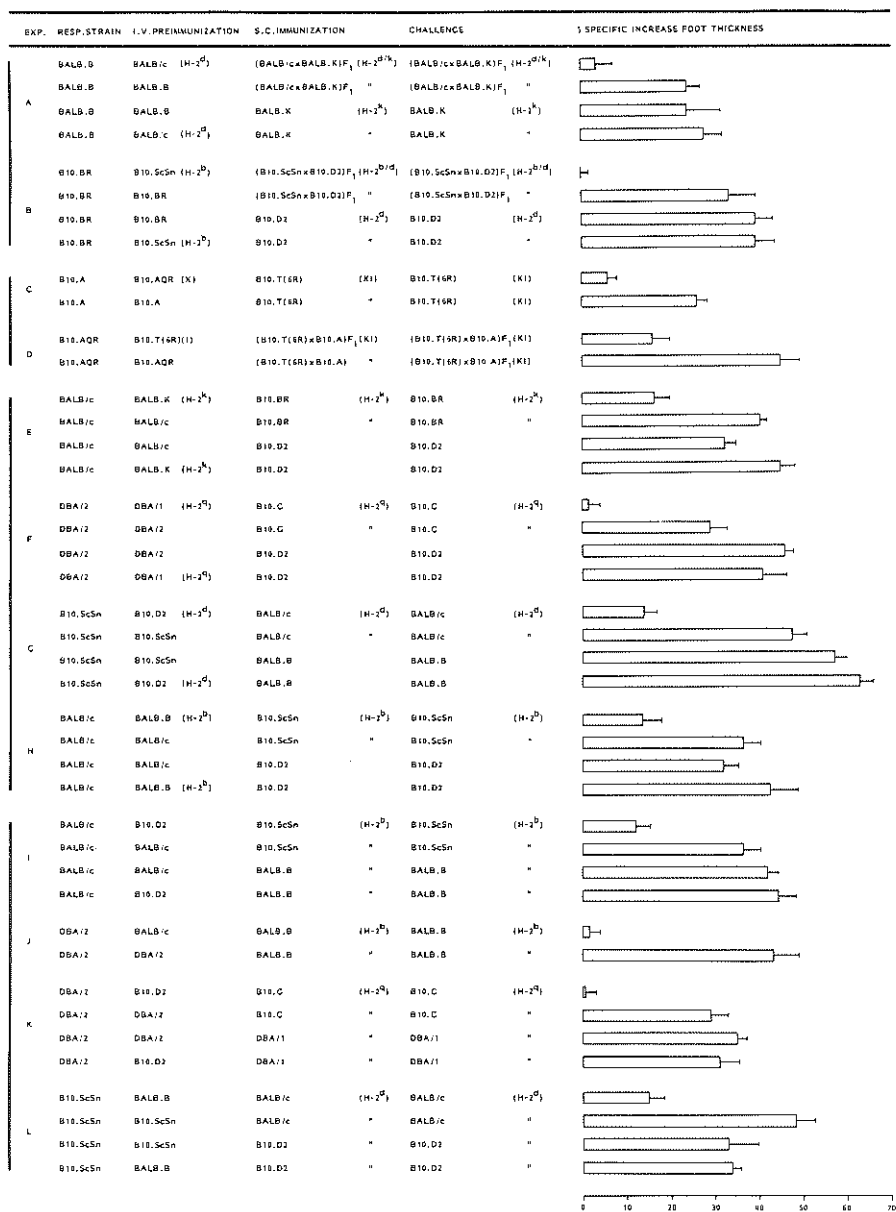 EXP. RESP.STRAIN I.V.PREIMMUNIZATION S.C.IMMUNIZATION CHALLENGE % SPECIFIC INCREASE FOOT THICKNESS
BALB.B BALB/c (H-2d) (BALB/cxBALB.K)F1 (H-2d/k) (BALB/cxBALB.K)F1 (H-2d/k)
BALB.B BALB.B (BALB/cxBALB.K)F1 " (BALB/cxBALB.K)F1 "
A
BALB.B BALB.B BALB.K (H-2k) BALB.K (H-2k)
BALB.B BALB/c (H-2d) BALB.K " BALB.K "
B10.BR B10.ScSn (H-2b) (B10.ScSnxB10.D2)F1 (H-2b/d) (B10.ScSnxB10.D2)F1 (H-2b/d)
B10.BR B10.BR (B10.ScSnxB10.D2)F1 " (B10.ScSnxB10.D2)F1 "
B
B10.BR B10.BR B10.D2 (H-2d) B10.D2 (H-2d)
B10.BR B10.ScSn (H-2b) B10.D2 " B10.D2 "
B10.A B10.AQR (K) B10.T(6R) (KI) B10.T(6R) (KI)
C
B10.A B10.A B10.T(6R) " B10.T(6R) (KI)
B10.AQR B10.T(6R)(I) (B10.T(6R)xB10.A)F1 (KI) (B10.T(6R)xB10.A)F1 (KI)
D
B10.AQR B10.AQR (B10.T(6R)xB10.A) " (B10.T(6R)xB10.A)F1 (KI)
BALB/c BALB.K (H-2k) B10.BR (H-2k) B10.BR (H-2k)
BALB/c BALB/c B10.BR " B10.BR "
E
BALB/c BALB/c B10.D2 B10.D2
BALB/c BALB.K (H-2k) B10.D2 B10.D2
DBA/2 DBA/1 (H-2q) B10.G (H-2q) B10.G (H-2q)
DBA/2 DBA/2 B10.G " B10.G "
F
DBA/2 DBA/2 B10.D2 B10.D2
DBA/2 DBA/1 (H-2q) B10.D2 B10.D2
B10.ScSn B10.D2 (H-2d) BALB/c (H-2d) BALB/c (H-2d)
B10.ScSn B10.ScSn BALB/c " BALB/c "
G
B10.ScSn B10.ScSn BALB.B BALB.B
B10.ScSn B10.D2 (H-2d) BALB.B BALB.B
BALB/c BALB.B (H-2b) B10.ScSn (H-2b) B10.ScSn (H-2b)
BALB/c BALB/c B10.ScSn " B10.ScSn "
H
BALB/c BALB/c B10.D2 B10.D2
BALB/c BALB.B (H-2b) B10.D2 B10.D2
BALB/c B10.D2 B10.ScSn (H-2b) B10.ScSn (H-2b)
BALB/c BALB/c B10.ScSn " B10.ScSn "
I
BALB/c BALB/c BALB.B " BALB.B "
BALB/c B10.D2 BALB.B " BALB.B "
DBA/2 BALB/c BALB.B (H-2b) BALB.B (H-2b)
J
DBA/2 DBA/2 BALB.B " BALB.B "
DBA/2 B10.D2 B10.G (H-2q) B10.G (H-2q)
DBA/2 DBA/2 B10.G " B10.G "
K
DBA/2 DBA/2 DBA/1 " DBA/1 "
DBA/2 B10.D2 DBA/1 " DBA/1 "
B10.ScSn BALB.B BALB/c (H-2d) BALB/c (H-2d)
B10.ScSn B10.ScSn BALB/c " BALB/c "
L
B10.ScSn B10.ScSn B10.D2 " B10.D2 "
B10.ScSn BALB.B B10.D2 " B10.D2 "
0 10 20 30 40 50 60 70